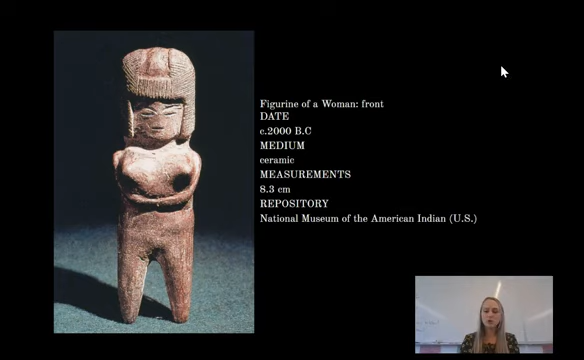 Figurine of a Woman: front
DATE
c.2000 B.C
MEDIUM
ceramic
MEASUREMENTS
8.3 cm
REPOSITORY
National Museum of the American Indian (U.S.)